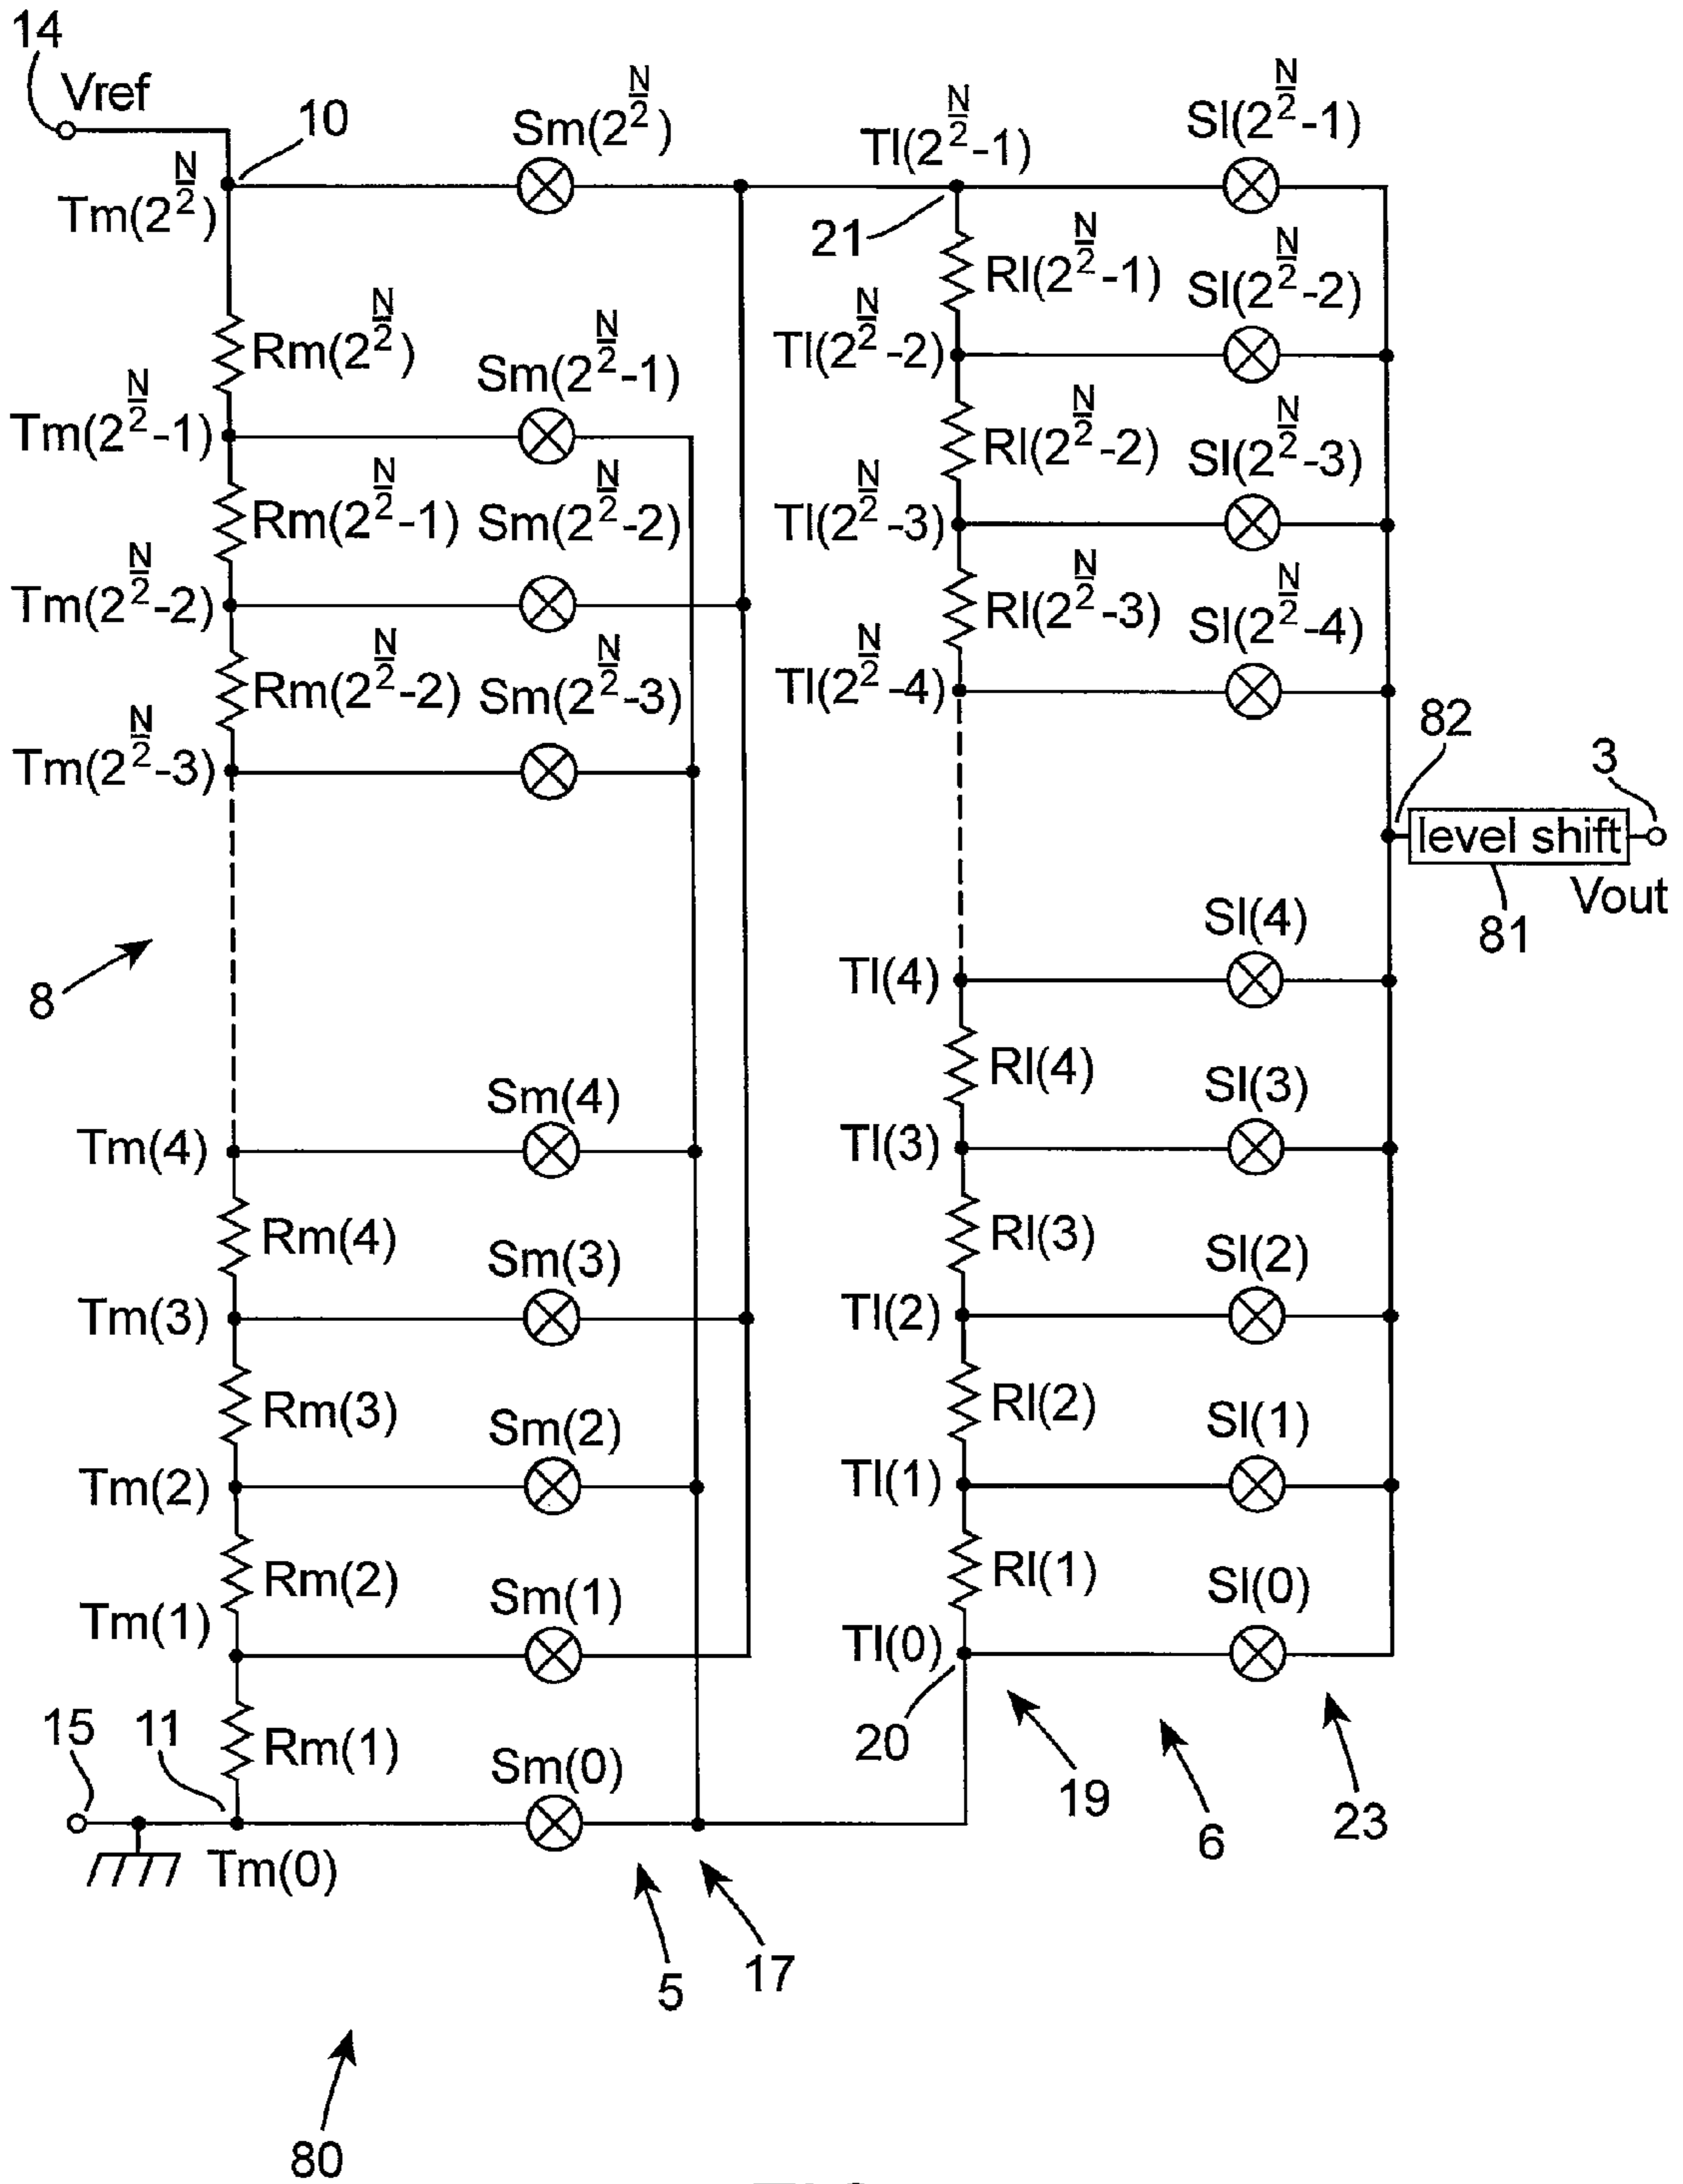 14
Vref
10
Sm(2^(N/2))
Tl(2^(N/2)-1)
Sl(2^(N/2)-1)
Tm(2^(N/2))
21
Rl(2^(N/2)-1)
Sl(2^(N/2)-2)
Rm(2^(N/2))
Sm(2^(N/2)-1)
Tl(2^(N/2)-2)
Tm(2^(N/2)-1)
Rl(2^(N/2)-2)
Sl(2^(N/2)-3)
Rm(2^(N/2)-1)
Sm(2^(N/2)-2)
Tl(2^(N/2)-3)
Tm(2^(N/2)-2)
Rl(2^(N/2)-3)
Sl(2^(N/2)-4)
Rm(2^(N/2)-2)
Sm(2^(N/2)-3)
Tl(2^(N/2)-4)
Tm(2^(N/2)-3)
82
3
level shift
Vout
81
8
Sl(4)
Tl(4)
Rl(4)
Sm(4)
Sl(3)
Tm(4)
Tl(3)
Rm(4)
Rl(3)
Sm(3)
Sl(2)
Tm(3)
Tl(2)
Rm(3)
Rl(2)
Sm(2)
Sl(1)
Tm(2)
Tl(1)
Rm(2)
Rl(1)
Sm(1)
Sl(0)
Tm(1)
Tl(0)
15
11
Rm(1)
Sm(0)
20
19
6
23
Tm(0)
5
17
80